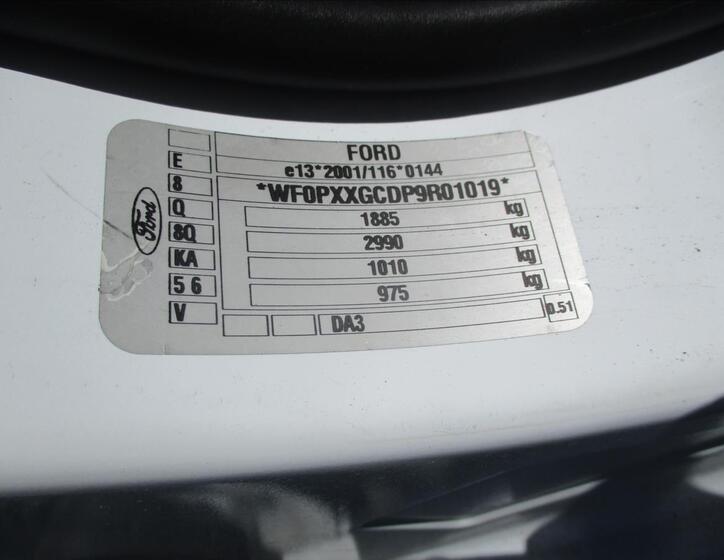 Ford
E
8
Q
8Q
KA
5 6
V
FORD
e13*2001/116*0144
*WF0PXXGCDP9R01019*
1885 kg
2990 kg
1010 kg
975 kg
DA3
0.51